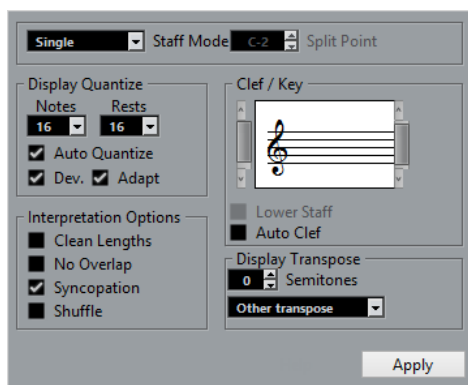 Single Staff Mode C-2 Split Point
Display Quantize
Notes Rests
16 16
Auto Quantize
Dev. Adapt
Interpretation Options
Clean Lengths
No Overlap
Syncopation
Shuffle
Clef / Key
Lower Staff
Auto Clef
Display Transpose
0 Semitones
Other transpose
Apply